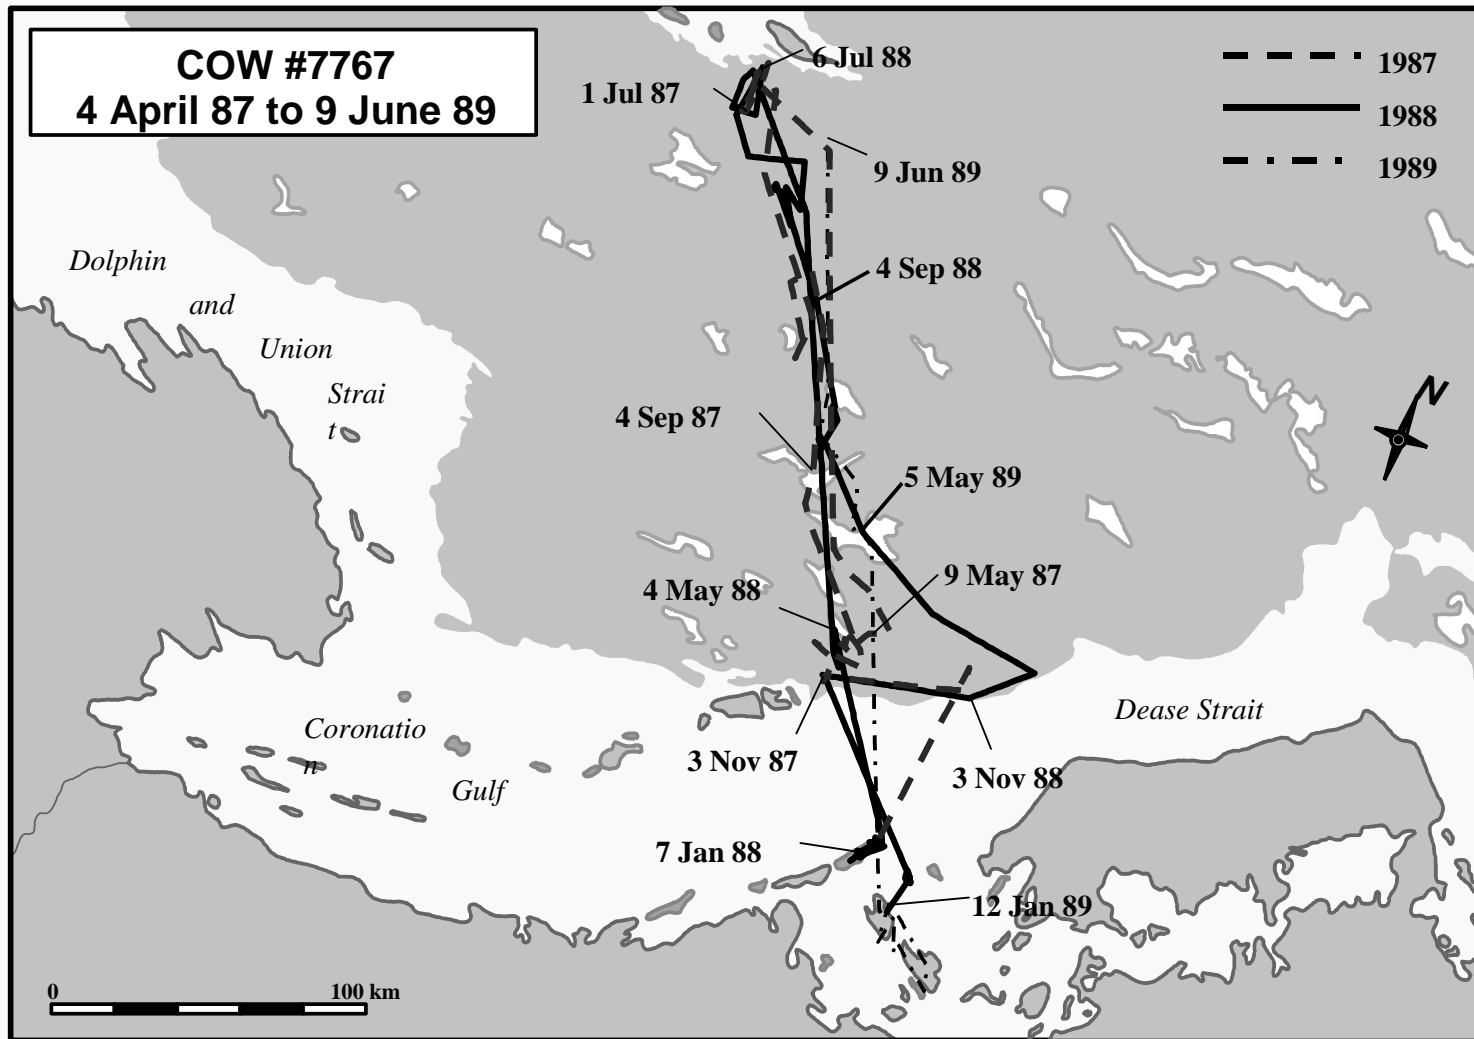 COW #7767
4 April 87 to 9 June 89
1987
1988
1989
6 Jul 88
1 Jul 87
9 Jun 89
4 Sep 88
4 Sep 87
5 May 89
9 May 87
4 May 88
3 Nov 87
3 Nov 88
7 Jan 88
12 Jan 89
Dolphin
and
Union
Strai
t
Coronatio
n
Gulf
Dease Strait
N
0 100 km